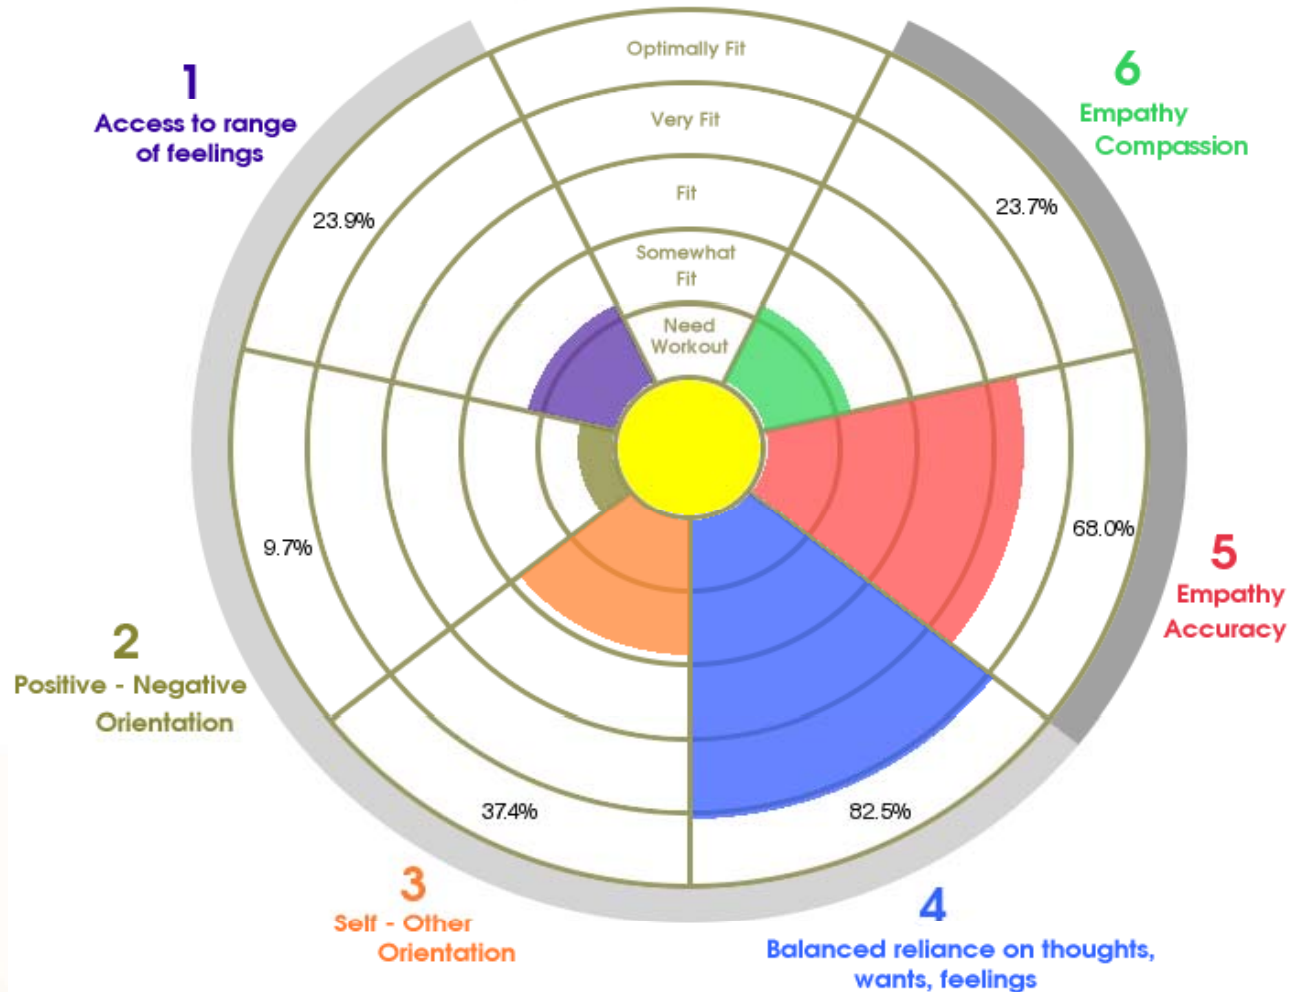 Optimally Fit
Very Fit
Fit
Somewhat
Fit
Need
Workout
1
Access to range
of feelings
23.9%
2
Positive - Negative
Orientation
9.7%
3
Self - Other
Orientation
37.4%
4
Balanced reliance on thoughts,
wants, feelings
82.5%
5
Empathy
Accuracy
68.0%
6
Empathy
Compassion
23.7%